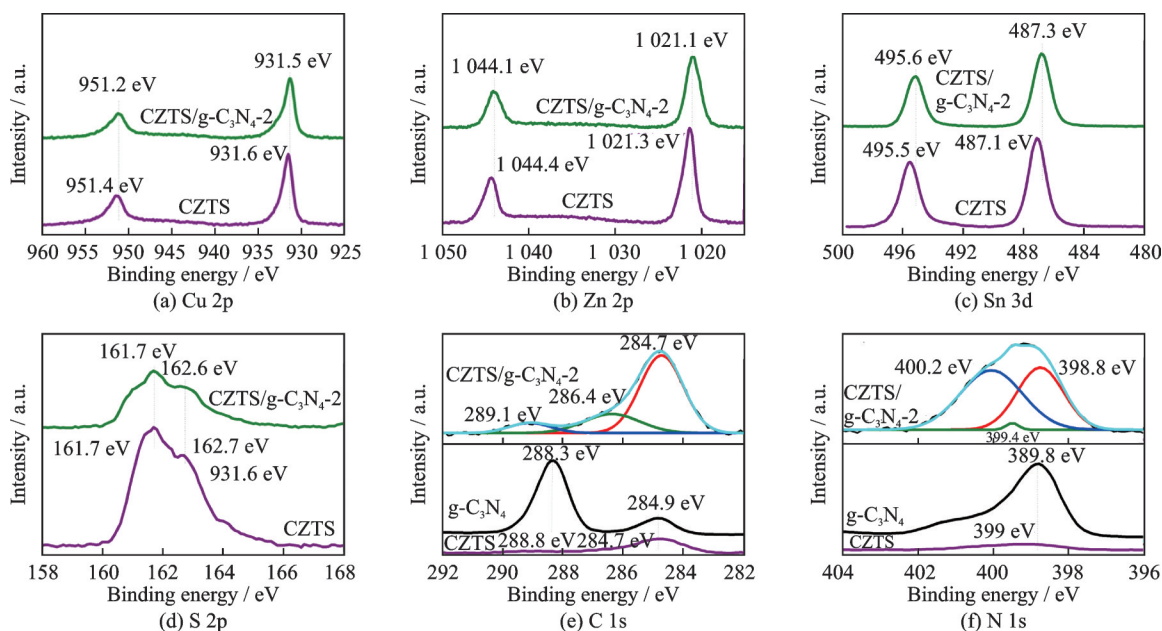 Intensity / a.u.
951.2 eV
931.5 eV
CZTS/g-C₃N₄-2
931.6 eV
951.4 eV
CZTS
960 955 950 945 940 935 930 925
Binding energy / eV
(a) Cu 2p
Intensity / a.u.
1 044.1 eV
1 021.1 eV
CZTS/g-C₃N₄-2
1 044.4 eV
1 021.3 eV
CZTS
1 050 1 040 1 030 1 020
Binding energy / eV
(b) Zn 2p
Intensity / a.u.
495.6 eV
487.3 eV
CZTS/
g-C₃N₄-2
495.5 eV
487.1 eV
CZTS
500 496 492 488 484 480
Binding energy / eV
(c) Sn 3d
Intensity / a.u.
161.7 eV
162.6 eV
CZTS/g-C₃N₄-2
161.7 eV
162.7 eV
931.6 eV
CZTS
158 160 162 164 166 168
Binding energy / eV
(d) S 2p
Intensity / a.u.
284.7 eV
CZTS/g-C₃N₄-2
286.4 eV
289.1 eV
288.3 eV
g-C₃N₄
284.9 eV
CZTS
288.8 eV
284.7 eV
292 290 288 286 284 282
Binding energy / eV
(e) C 1s
Intensity / a.u.
400.2 eV
398.8 eV
CZTS/
g-C₃N₄-2
399.4 eV
389.8 eV
g-C₃N₄
399 eV
CZTS
404 402 400 398 396
Binding energy / eV
(f) N 1s